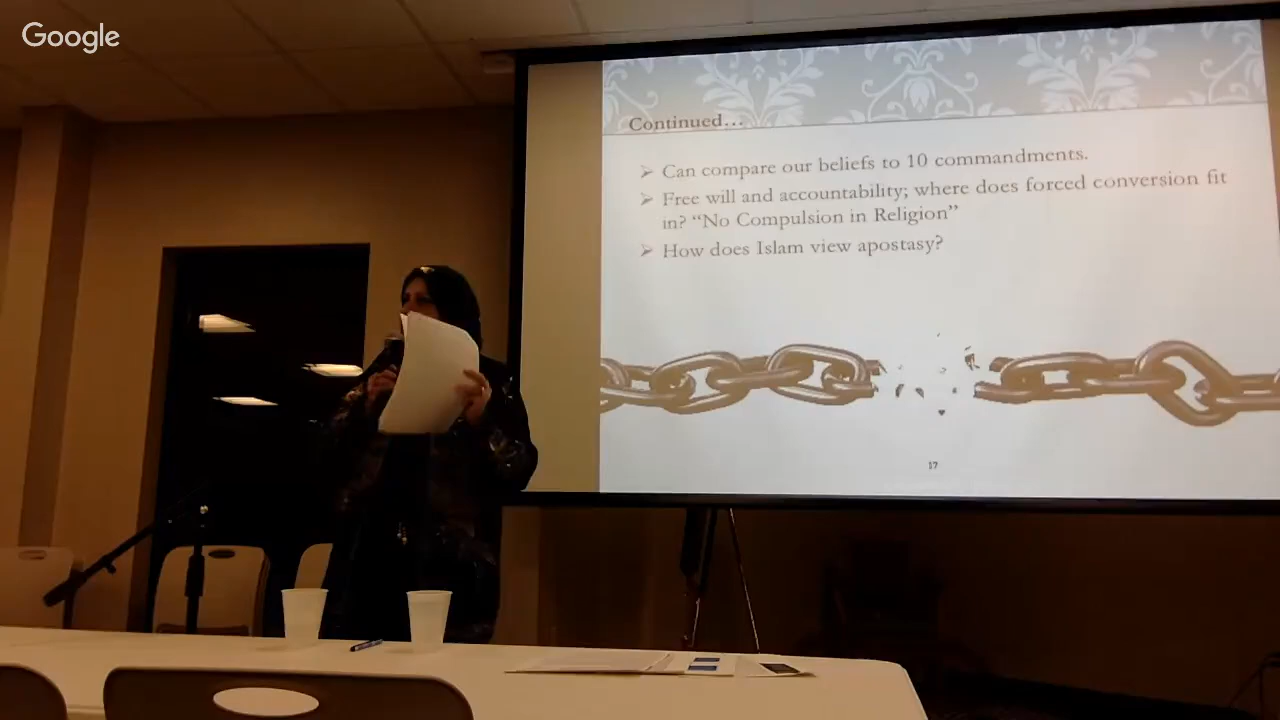 Google
Continued…
Can compare our beliefs to 10 commandments.
Free will and accountability; where does forced conversion fit
in? “No Compulsion in Religion”
How does Islam view apostasy?
17